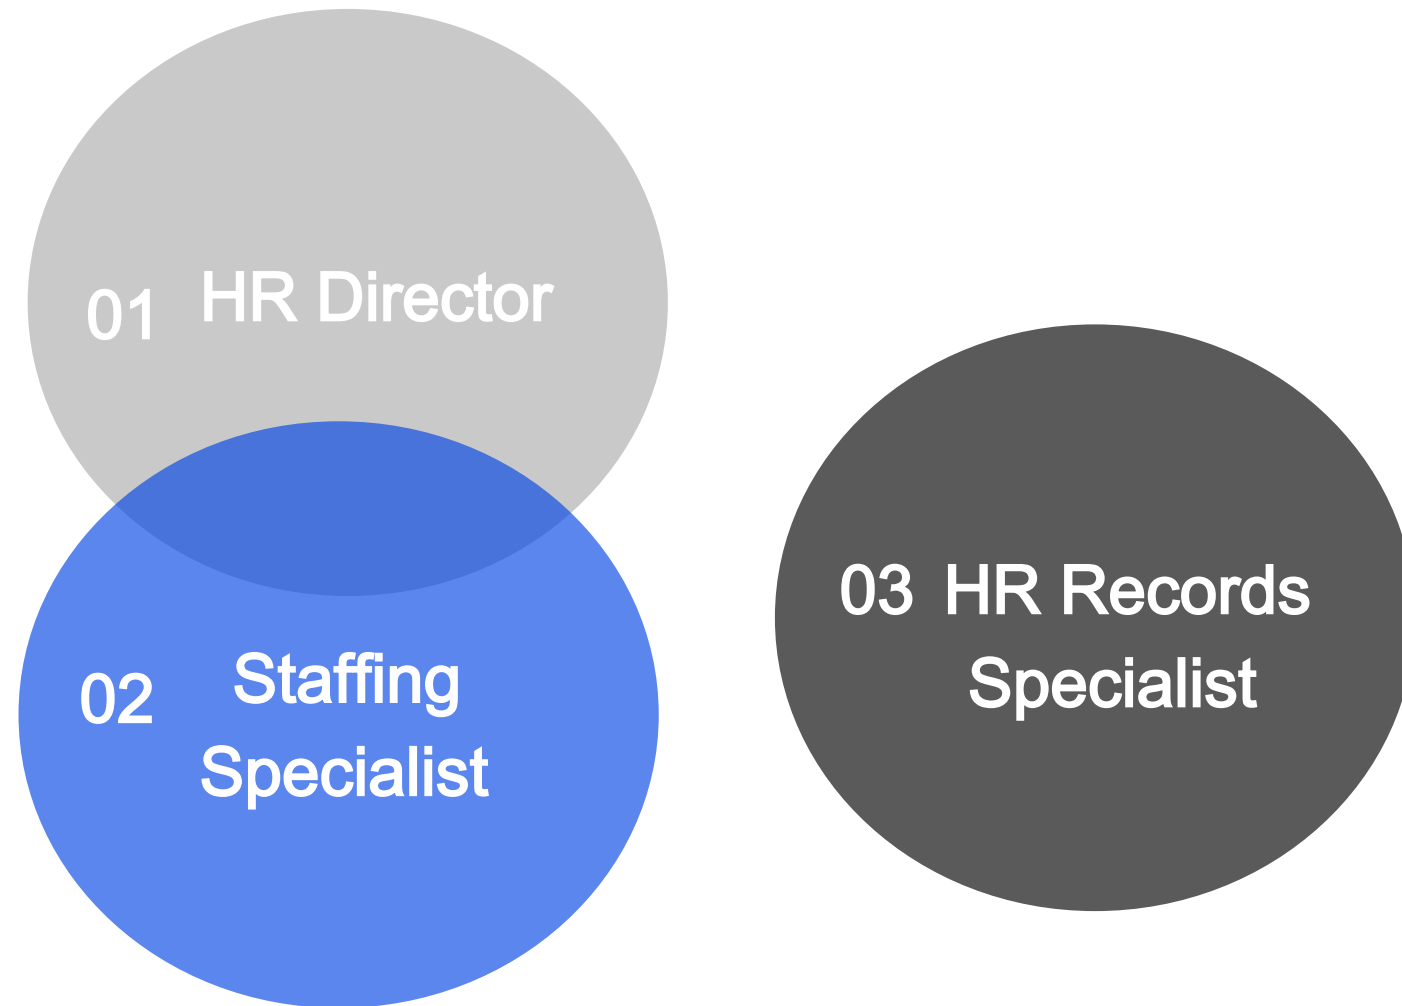 01 HR Director
02 Staffing
Specialist
03 HR Records
Specialist